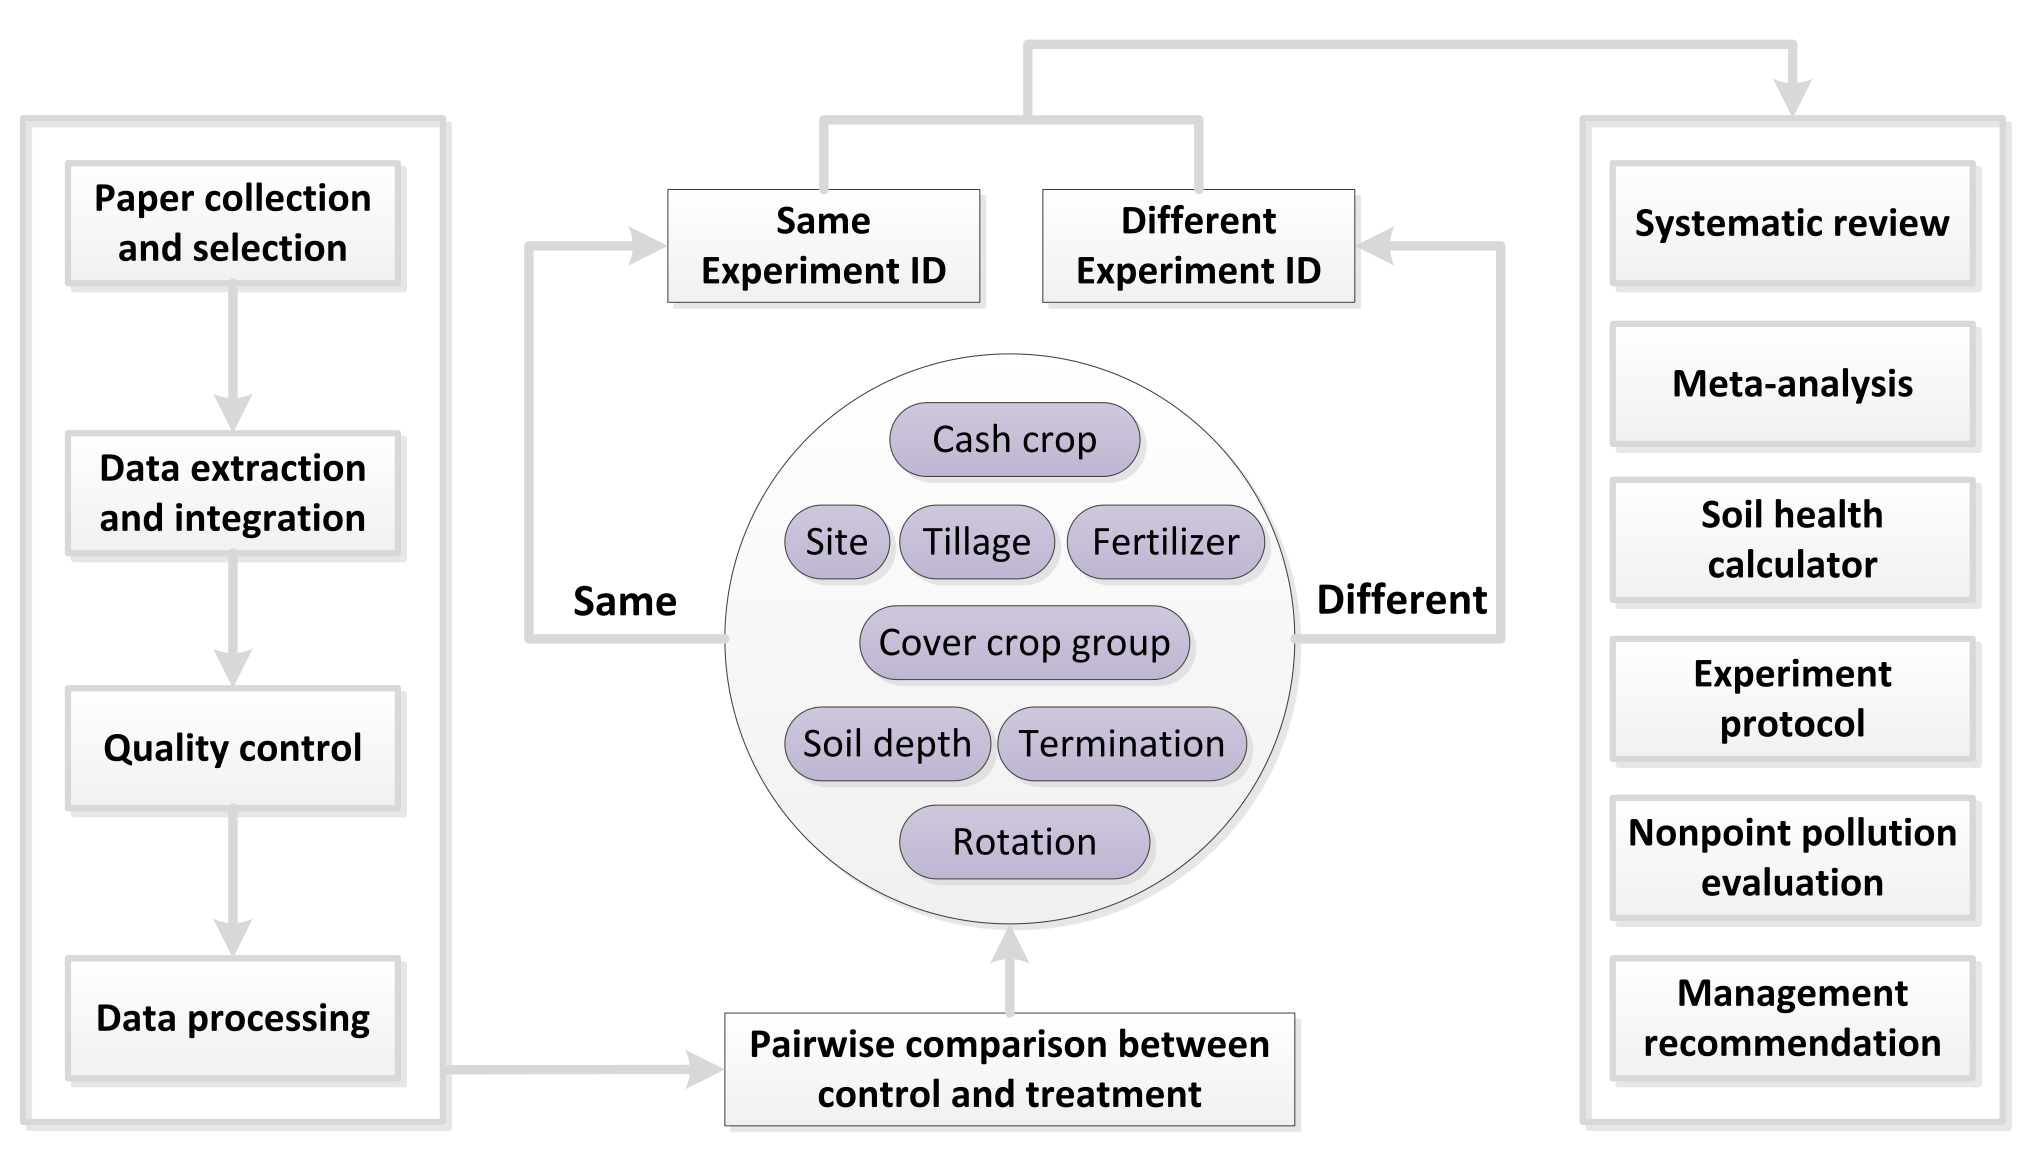 Paper collection
and selection
Data extraction
and integration
Quality control
Data processing
Same
Experiment ID
Different
Experiment ID
Cash crop
Site
Tillage
Fertilizer
Same
Different
Cover crop group
Soil depth
Termination
Rotation
Pairwise comparison between
control and treatment
Systematic review
Meta-analysis
Soil health
calculator
Experiment
protocol
Nonpoint pollution
evaluation
Management
recommendation